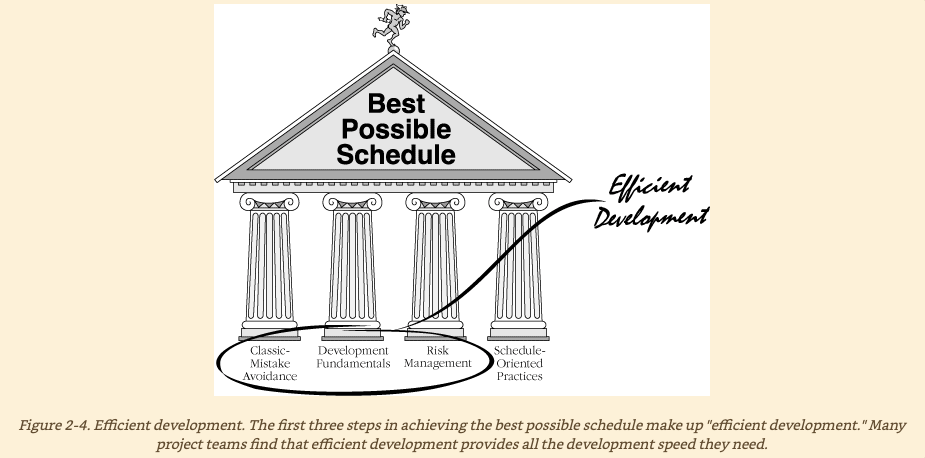 Best
Possible
Schedule
Efficient
Development
Classic-
Mistake
Avoidance
Development
Fundamentals
Risk
Management
Schedule-
Oriented
Practices
Figure 2-4. Efficient development. The first three steps in achieving the best possible schedule make up "efficient development." Many
project teams find that efficient development provides all the development speed they need.